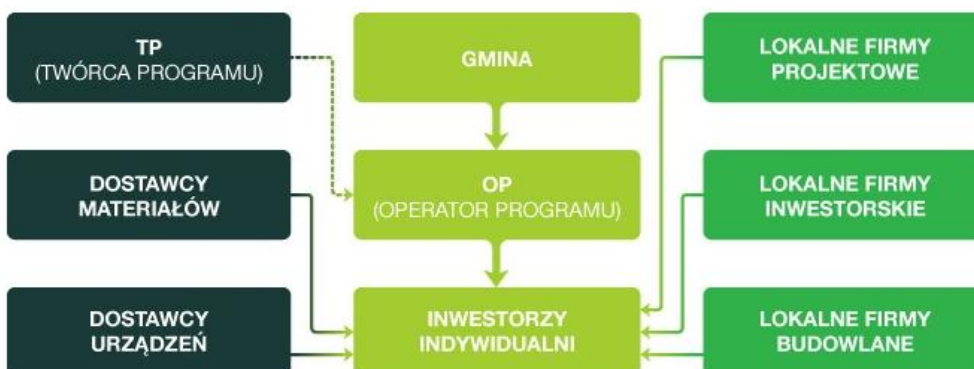 TP
(TWÓRCA PROGRAMU)
GMINA
LOKALNE FIRMY
PROJEKTOWE
DOSTAWCY
MATERIAŁÓW
OP
(OPERATOR PROGRAMU)
LOKALNE FIRMY
INWESTORSKIE
DOSTAWCY
URZĄDZEŃ
INWESTORZY
INDYWIDUALNI
LOKALNE FIRMY
BUDOWLANE